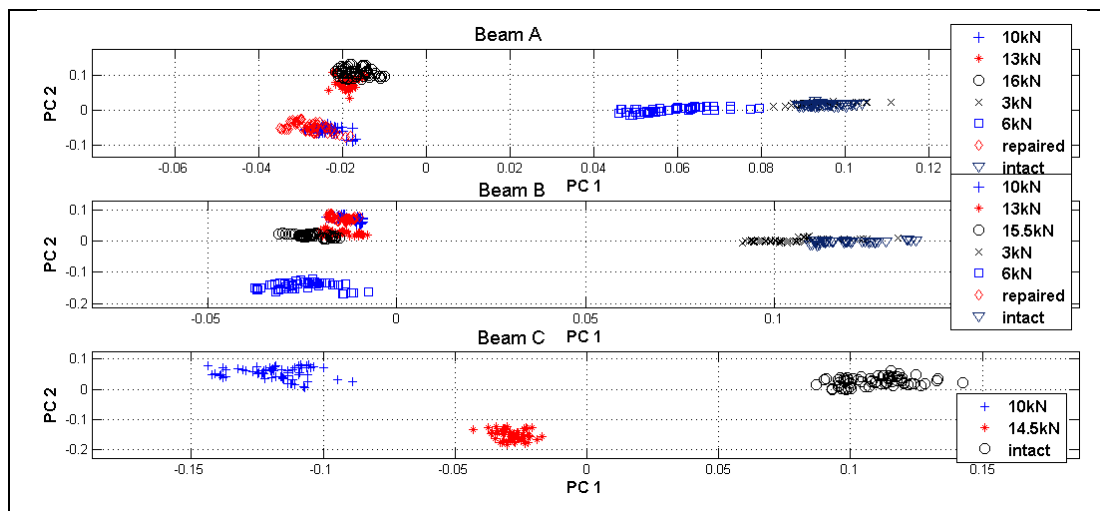 Beam A
PC 2
0.1
0
-0.1
-0.06
-0.04
-0.02
0
0.02
0.04
0.06
0.08
0.1
0.12
PC 1
10kN
13kN
16kN
3kN
6kN
repaired
intact
Beam B
PC 2
0.1
0
-0.1
-0.2
-0.05
0
0.05
0.1
PC 1
10kN
13kN
15.5kN
3kN
6kN
repaired
intact
Beam C
PC 2
0.1
0
-0.1
-0.2
-0.15
-0.1
-0.05
0
0.05
0.1
0.15
PC 1
10kN
14.5kN
intact